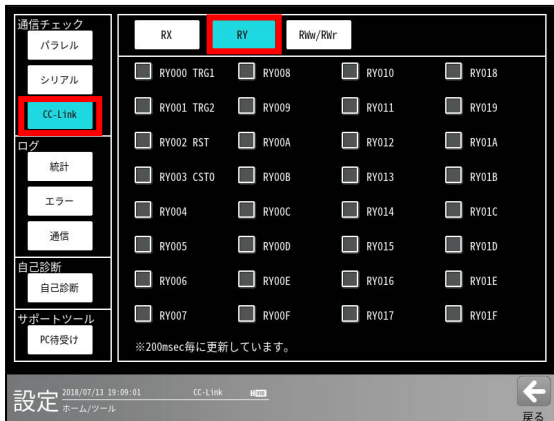 通信チェック
パラレル
シリアル
CC-Link
ログ
統計
エラー
通信
自己診断
自己診断
サポートツール
PC待受け
RX RY RWw/RWr
RY000 TRG1 RY008 RY010 RY018
RY001 TRG2 RY009 RY011 RY019
RY002 RST RY00A RY012 RY01A
RY003 CST0 RY00B RY013 RY01B
RY004 RY00C RY014 RY01C
RY005 RY00D RY015 RY01D
RY006 RY00E RY016 RY01E
RY007 RY00F RY017 RY01F
※200msec毎に更新しています。
設定 2018/07/13 19:09:01 CC-Link
ホーム/ツール
戻る